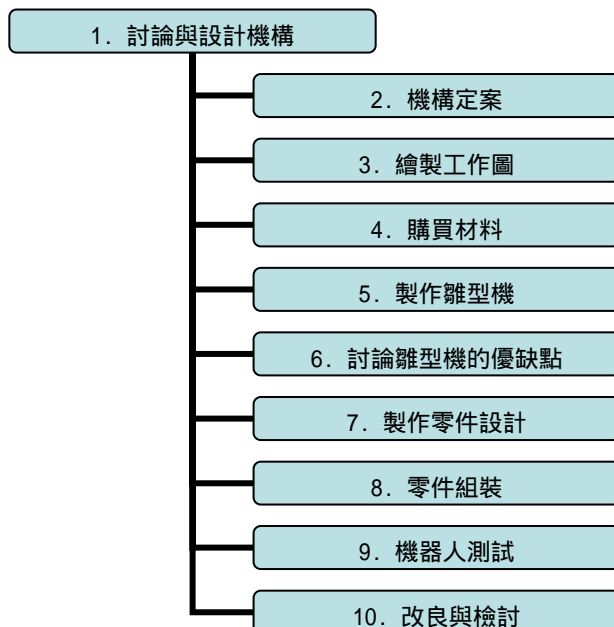 1. 討論與設計機構
2. 機構定案
3. 繪製工作圖
4. 購買材料
5. 製作雛型機
6. 討論雛型機的優缺點
7. 製作零件設計
8. 零件組裝
9. 機器人測試
10. 改良與檢討